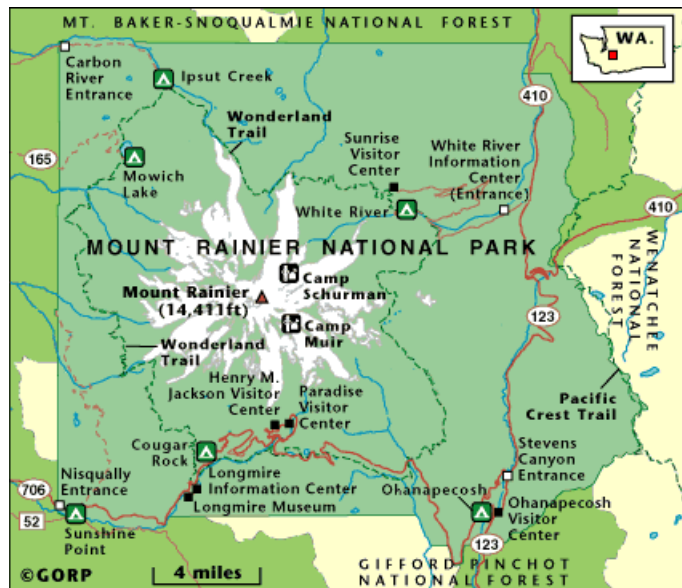 MT. BAKER-SNOQUALMIE NATIONAL FOREST
WA.
Carbon
River
Entrance
Ipsut Creek
Wonderland
Trail
410
165
Mowich
Lake
Sunrise
Visitor
Center
White River
Information
Center
(Entrance)
White River
410
MOUNT RAINIER NATIONAL PARK
WENATCHEE
NATIONAL
FOREST
Camp
Schurman
Mount Rainier
(14,411ft)
Camp
Muir
123
Wonderland
Trail
Henry M.
Jackson Visitor
Center
Paradise
Visitor
Center
Pacific
Crest Trail
Cougar
Rock
Stevens
Canyon
Entrance
Nisqually
Entrance
706
52
Longmire
Information Center
Longmire Museum
Ohanapecosh
Ohanapecosh
Visitor
Center
Sunshine
Point
123
GIFFORD PINCHOT
NATIONAL FOREST
©GORP
4 miles